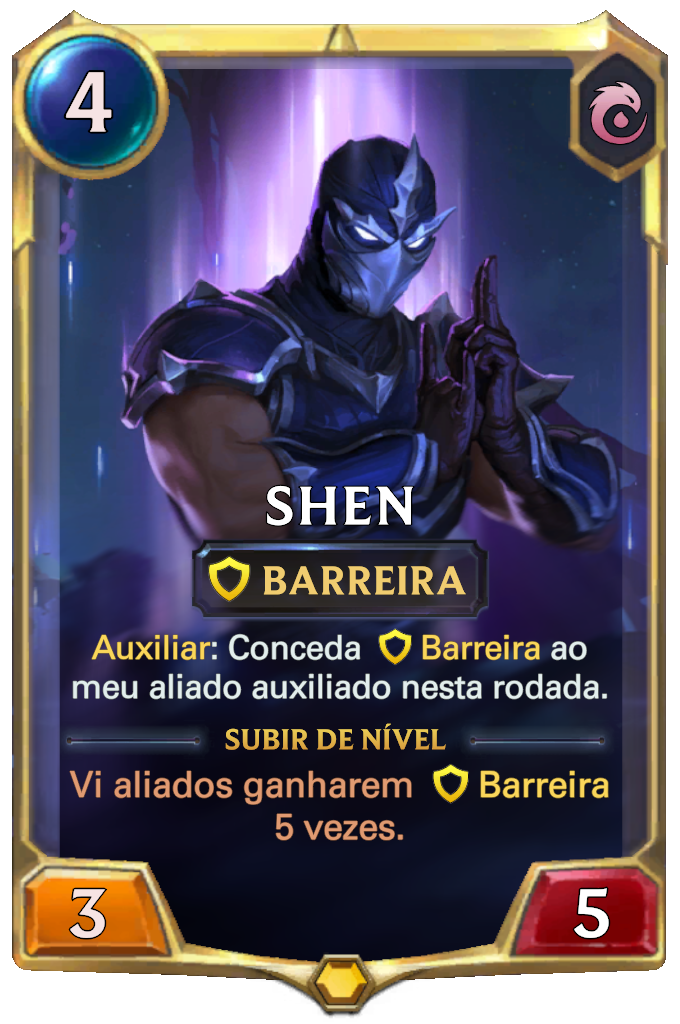 4
SHEN
BARREIRA
Auxiliar: Conceda Barreira ao
meu aliado auxiliado nesta rodada.
SUBIR DE NÍVEL
Vi aliados ganharem Barreira
5 vezes.
3
5